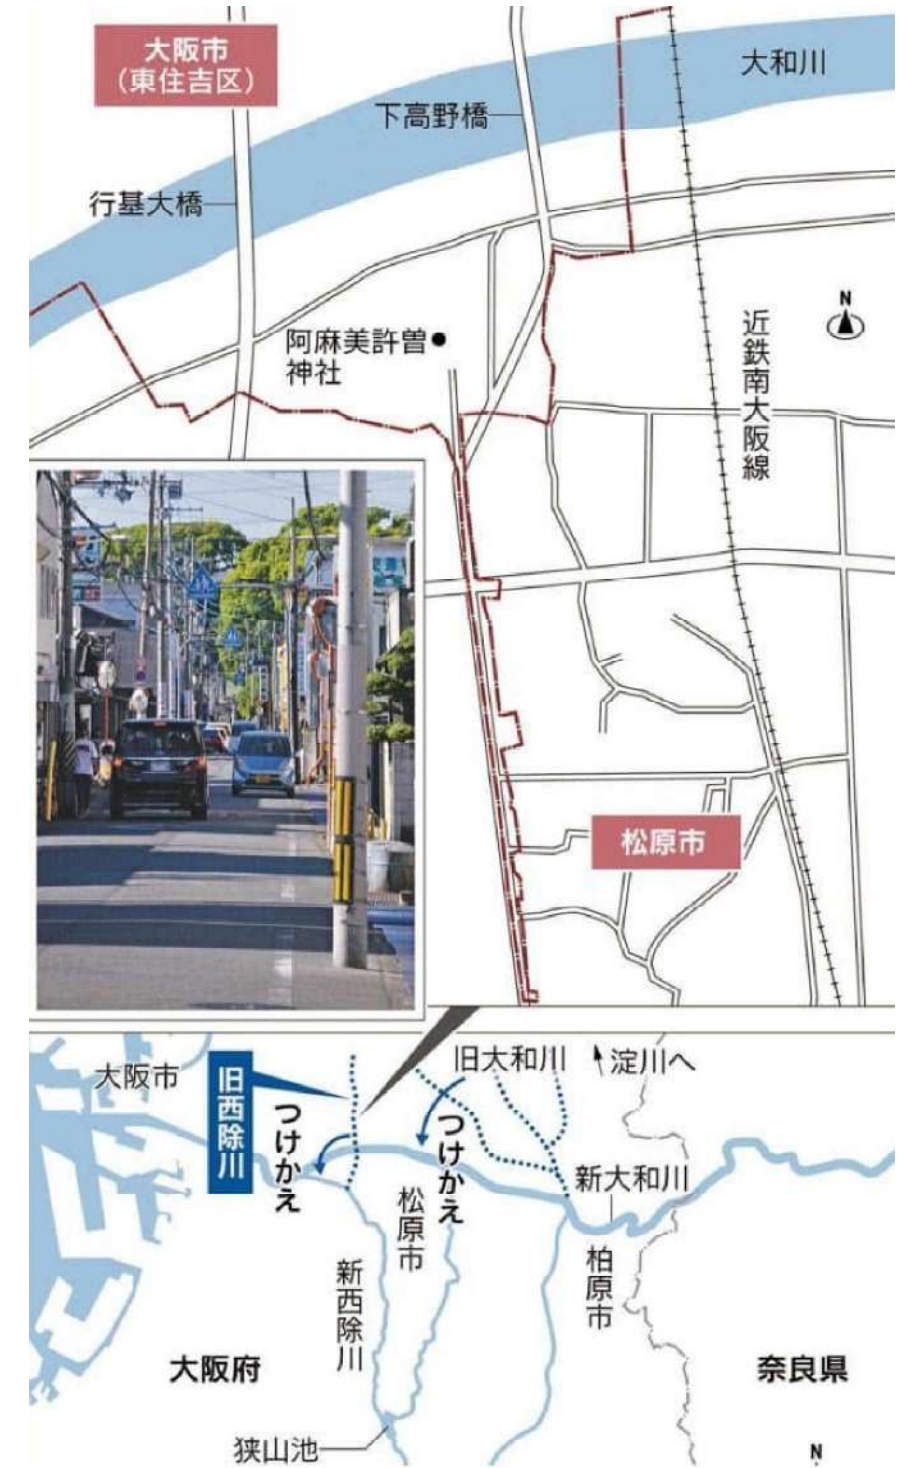 大阪市
（東住吉区）
大和川
下高野橋
行基大橋
N
阿麻美許曽
神社
近鉄南大阪線
松原市
大阪市
旧西除川
つけかえ
旧大和川
淀川へ
つけかえ
新大和川
松原市
柏原市
新西除川
大阪府
奈良県
狭山池
N